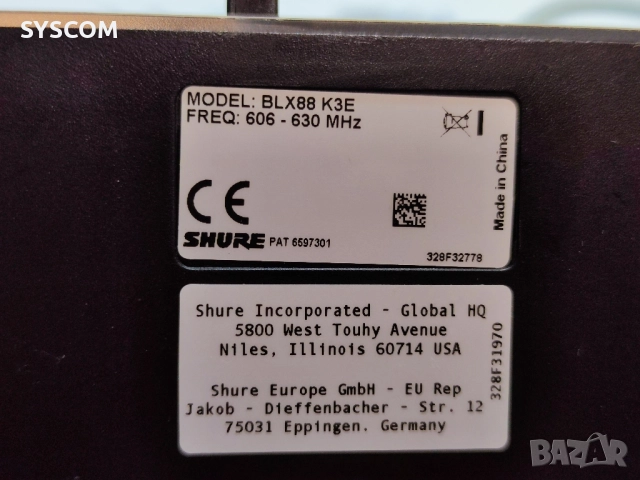 SYSCOM
MODEL: BLX88 K3E
FREQ: 606 - 630 MHz
Made in China
CE
SHURE PAT 6597301
328F32778
Shure Incorporated - Global HQ
5800 West Touhy Avenue
Niles, Illinois 60714 USA
Shure Europe GmbH - EU Rep
Jakob - Dieffenbacher - Str. 12
75031 Eppingen. Germany
328F31970
BAZAR